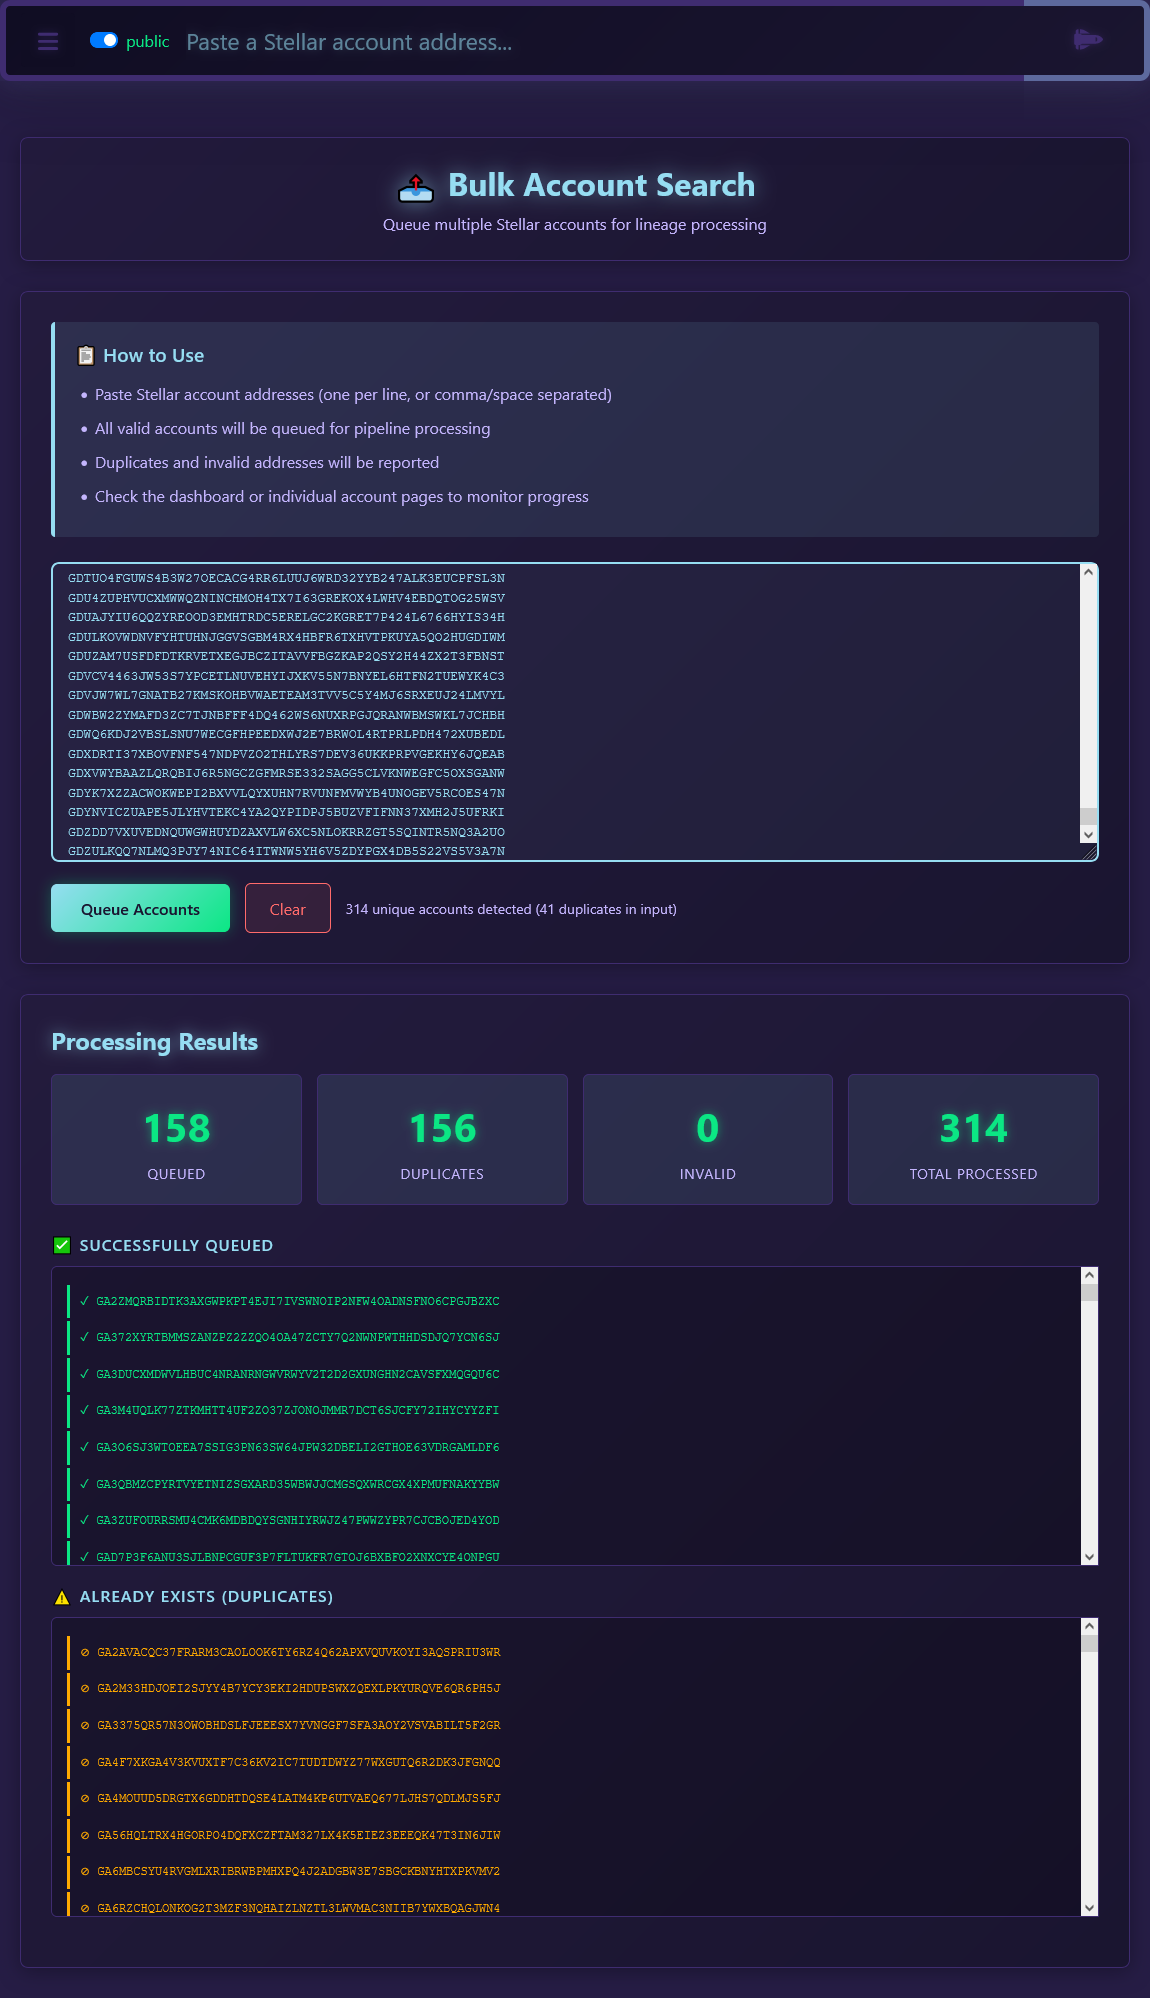 public Paste a Stellar account address...
Bulk Account Search
Queue multiple Stellar accounts for lineage processing
How to Use
• Paste Stellar account addresses (one per line, or comma/space separated)
• All valid accounts will be queued for pipeline processing
• Duplicates and invalid addresses will be reported
• Check the dashboard or individual account pages to monitor progress
GDTUO4FGUWS4B3W27OECACG4RR6LUUJ6WRD32YYB247ALK3EUCPFSL3N
GDU4ZUPHVUCXMWWQZNINCHMOH4TX7I63GREKOX4LWHV4EBDQTOG25WSV
GDUAJYIU6QQZYREOOD3EMHTRDC5ERELGC2KGRET7P424L6766HYIS34H
GDULKOVWDNVFYHTUHNJGGVSGBM4RX4HBFR6TXHVTPKUYA5QO2HUGDIWM
GDUZAM7USFDFDTKRVETXEGJBCZITAVVFBGZKAP2QSY2H44ZX2T3FBNST
GDVCV4463JW53S7YPCETLNUVEHYIJXKV55N7BNYEL6HTFN2TUEWYK4C3
GDVJW7WL7GNATB27KMSKOHBVWAETEAM3TVV5C5Y4MJ6SRXEUJ24LMVYL
GDWBW2ZYMAFD3ZC7TJNBFFF4DQ462WS6NUXRPGJQRANWBMSWKL7JCHBH
GDWQ6KDJ2VBSLSNU7WECGFHPEEDXWJ2E7BRWOL4RTPRLPDH472XUBEDL
GDXDRTI37XBOVFNF547NDPVZO2THLYRS7DEV36UKKPRPVGEKHY6JQEAB
GDXVWYBAAZLQRQBIJ6R5NGCZGFMRSE332SAGG5CLVKNWEGFC5OXSGANW
GDYK7XZZACWOKWEPI2BXVVLQYXUHN7RVUNFMVWYB4UNOGEV5RCOES47N
GDYNVICZUAPE5JLYHVTEKC4YA2QYPIDPJ5BUZVFIFNN37XMH2J5UFRKI
GDZDD7VXUVEDNQUWGWHUYDZAXVLW6XC5NLOKRRZGT5SQINTR5NQ3A2UO
GDZULKQQ7NLMQ3PJY74NIC64ITWNW5YH6V5ZDYPGX4DB5S22VS5V3A7N
Queue Accounts Clear 314 unique accounts detected (41 duplicates in input)
Processing Results
158 156 0 314
QUEUED DUPLICATES INVALID TOTAL PROCESSED
SUCCESSFULLY QUEUED
✓ GA2ZMQRBIDTK3AXGWPKPT4EJI7IVSWNOIP2NFW4OADNSFNO6CPGJBZXC
✓ GA372XYRTBMMSZANZPZ2ZZQO4OA47ZCTY7Q2NWNPWTHHDSDJQ7YCN6SJ
✓ GA3DUCXMDWVLHBUC4NRANRNGWVRWYV2T2D2GXUNGHN2CAVSFXMQGQU6C
✓ GA3M4UQLK77ZTKMHTT4UF2ZO37ZJONOJMMR7DCT6SJCFY72IHYCYYZFI
✓ GA3O6SJ3WTOEEA7SSIG3PN63SW64JPW32DBELI2GTHOE63VDRGAMLDF6
✓ GA3QBMZCPYRTVYETNIZSGXARD35WBWJJCMGSQXWRCGX4XPMUFNAKYYBW
✓ GA3ZUFOURRSMU4CMK6MDBDQYSGNHIYRWJZ47PWWZYPR7CJCBOJED4YOD
✓ GAD7P3F6ANU3SJLBNPCGUF3P7FLTUKFR7GTOJ6BXBFO2XNXCYE4ONPGU
ALREADY EXISTS (DUPLICATES)
⊘ GA2AVACQC37FRARM3CAOLOOK6TY6RZ4Q62APXVQUVKOYI3AQSPRIU3WR
⊘ GA2M33HDJOEI2SJYY4B7YCY3EKI2HDUPSWXZQEXLPKYURQVE6QR6PH5J
⊘ GA3375QR57N3OWOBHDSLFJEEESX7YVNGGF7SFA3AOY2VSVABILT5F2GR
⊘ GA4F7XKGA4V3KVUXTF7C36KV2IC7TUDTDWYZ77WXGUTQ6R2DK3JFGNQQ
⊘ GA4MOUUD5DRGTX6GDDHTDQSE4LATM4KP6UTVAEQ677LJHS7QDLMJS5FJ
⊘ GA56HQLTRX4HGORPO4DQFXCZFTAM327LX4K5EIEZ3EEEQK47T3IN6JIW
⊘ GA6MBCSYU4RVGMLXRIBRWBPMHXPQ4J2ADGBW3E7SBGCKBNYHTXPKVMV2
⊘ GA6RZCHQLONKOG2T3MZF3NQHAIZLNZTL3LWVMAC3NIIB7YWXBQAGJWN4